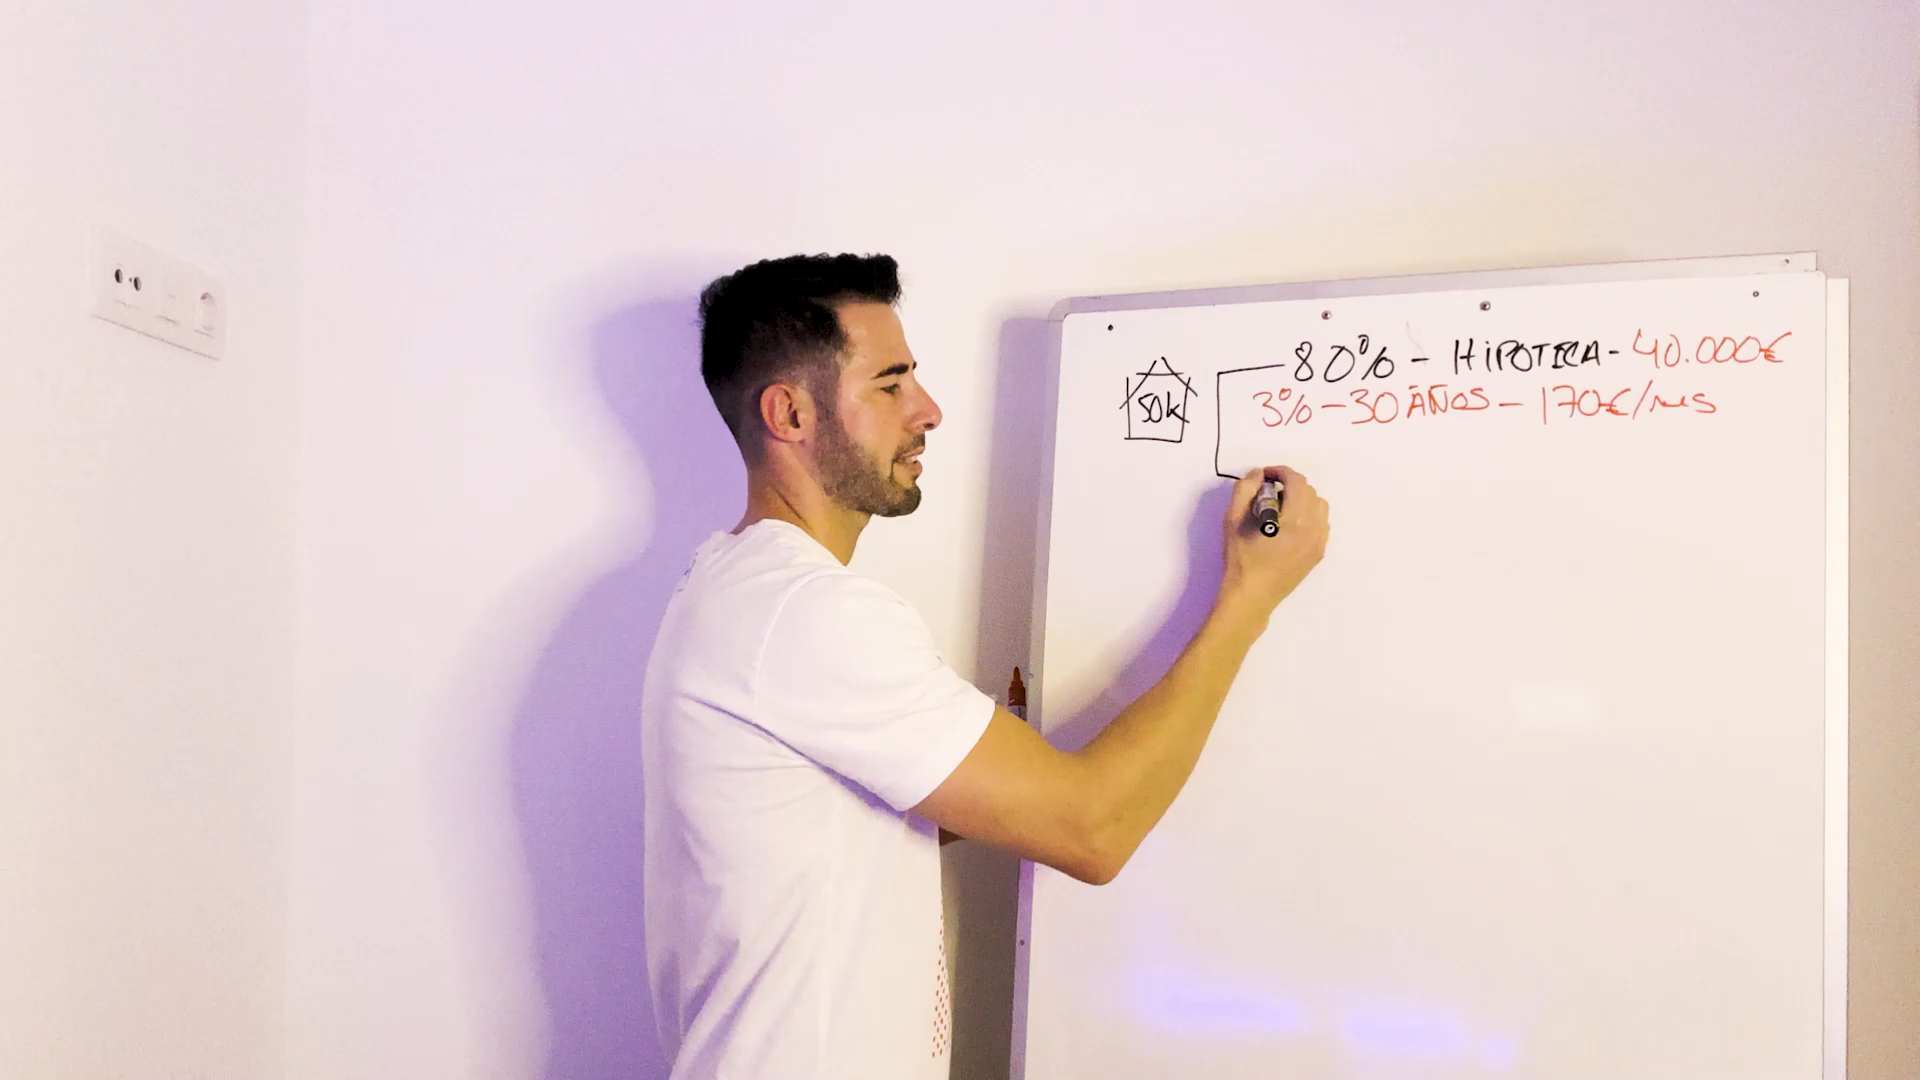 80% - HIPOTECA - 40.000€
50K
3% - 30 AÑOS - 170€/mes